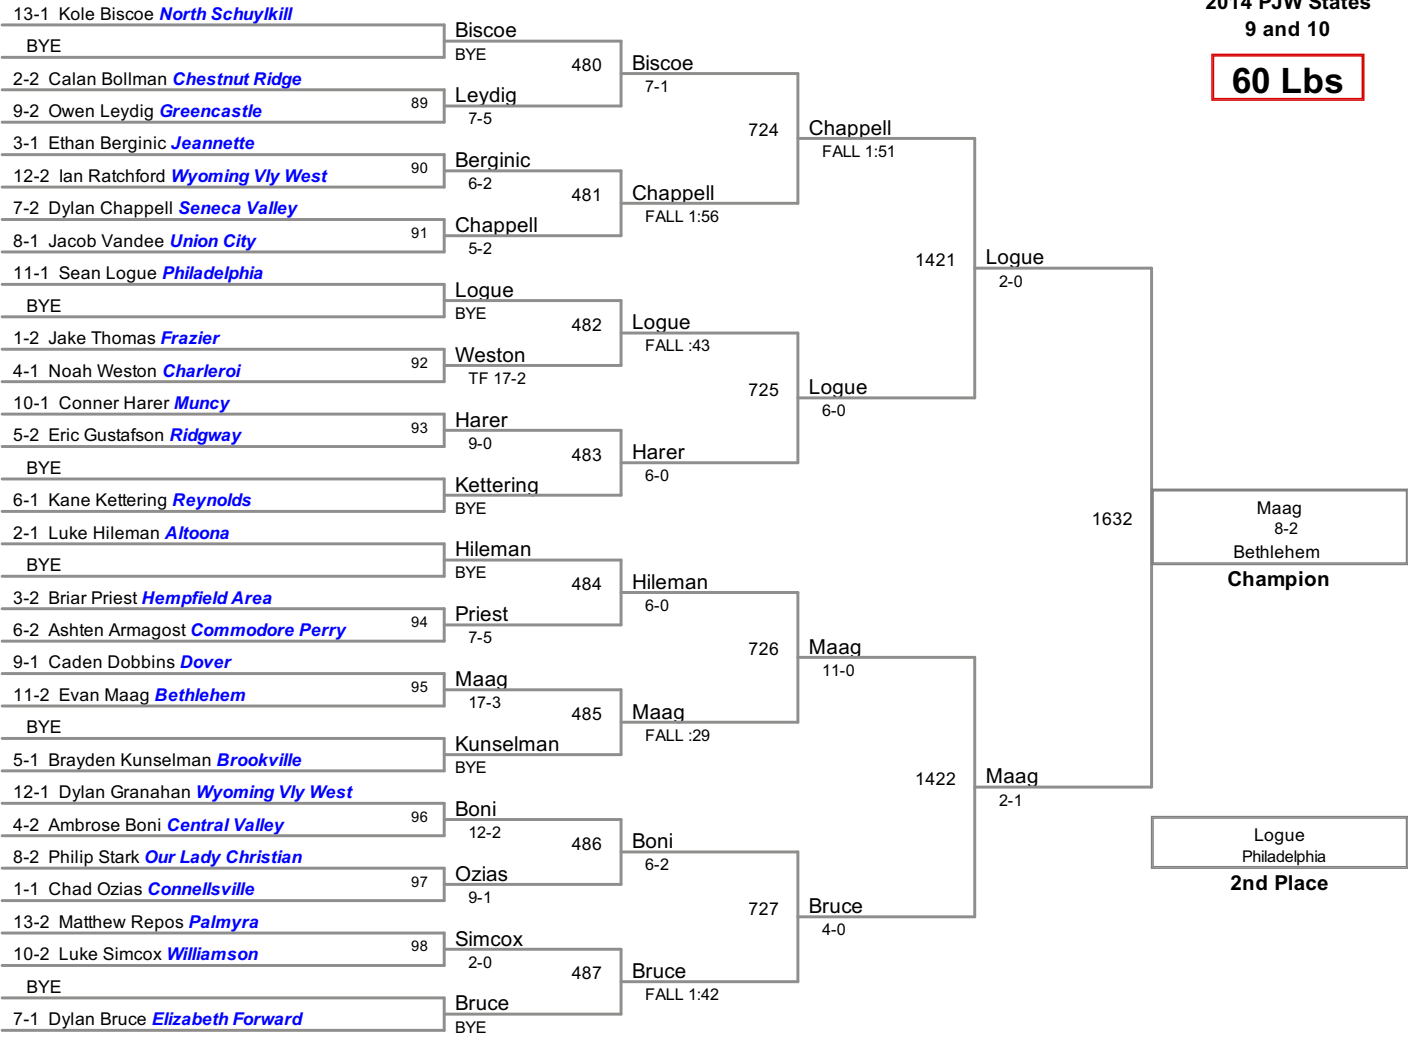 2014 PJW States
9 and 10
60 Lbs
13-1 Kole Biscoe North Schuylkill
BYE
2-2 Calan Bollman Chestnut Ridge
9-2 Owen Leydig Greencastle
3-1 Ethan Berginic Jeannette
12-2 Ian Ratchford Wyoming Vly West
7-2 Dylan Chappell Seneca Valley
8-1 Jacob Vandee Union City
11-1 Sean Logue Philadelphia
BYE
1-2 Jake Thomas Frazier
4-1 Noah Weston Charleroi
10-1 Conner Harer Muncy
5-2 Eric Gustafson Ridgway
BYE
6-1 Kane Kettering Reynolds
2-1 Luke Hileman Altoona
BYE
3-2 Briar Priest Hempfield Area
6-2 Ashten Armagost Commodore Perry
9-1 Caden Dobbins Dover
11-2 Evan Maag Bethlehem
BYE
5-1 Brayden Kunselman Brookville
12-1 Dylan Granahan Wyoming Vly West
4-2 Ambrose Boni Central Valley
8-2 Philip Stark Our Lady Christian
1-1 Chad Ozias Connellsville
13-2 Matthew Repos Palmyra
10-2 Luke Simcox Williamson
BYE
7-1 Dylan Bruce Elizabeth Forward
89
90
91
92
93
94
95
96
97
98
Biscoe
BYE
Leydig
7-5
Berginic
6-2
Chappell
5-2
Logue
BYE
Weston
TF 17-2
Harer
9-0
Kettering
BYE
Hileman
BYE
Priest
7-5
Maag
17-3
Kunselman
BYE
Boni
12-2
Ozias
9-1
Simcox
2-0
Bruce
BYE
480
481
482
483
484
485
486
487
Biscoe
7-1
Chappell
FALL 1:56
Logue
FALL :43
Harer
6-0
Hileman
6-0
Maag
FALL :29
Boni
6-2
Bruce
FALL 1:42
724
725
726
727
Chappell
FALL 1:51
Logue
6-0
Maag
11-0
Bruce
4-0
1421
1422
Logue
2-0
Maag
2-1
1632
Maag
8-2
Bethlehem
Champion
Logue
Philadelphia
2nd Place